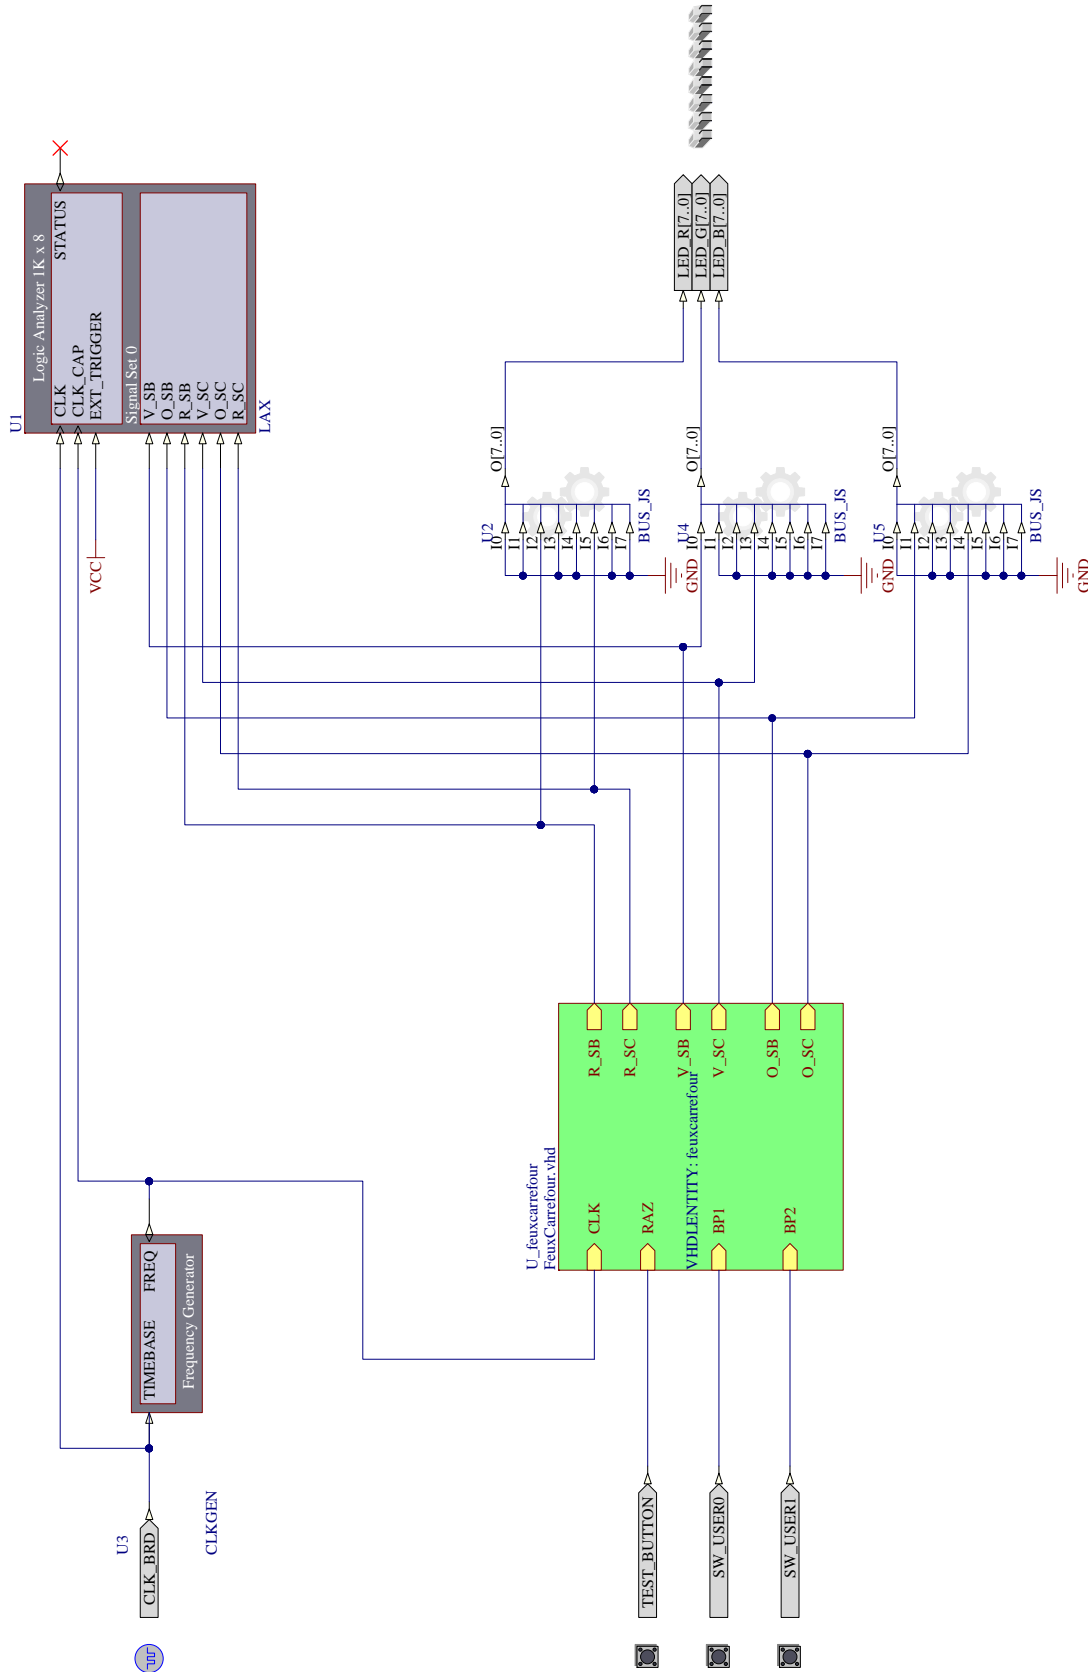 U1
Logic Analyzer 1K x 8
CLK
CLK_CAP
EXT_TRIGGER
STATUS
Signal Set 0
V_SB
O_SB
R_SB
V_SC
O_SC
R_SC
LAX
VCC
LED_R[7..0]
LED_G[7..0]
LED_B[7..0]
U2
I0
I1
I2
I3
I4
I5
I6
I7
O[7..0]
BUS_JS
GND
U4
I0
I1
I2
I3
I4
I5
I6
I7
O[7..0]
BUS_JS
GND
U5
I0
I1
I2
I3
I4
I5
I6
I7
O[7..0]
BUS_JS
GND
U_feuxcarrefour
FeuxCarrefour.vhd
CLK
RAZ
VHDLENTITY: feuxcarrefour
BP1
BP2
R_SB
R_SC
V_SB
V_SC
O_SB
O_SC
U3
TIMEBASE FREQ
Frequency Generator
CLKGEN
CLK_BRD
TEST_BUTTON
SW_USER0
SW_USER1